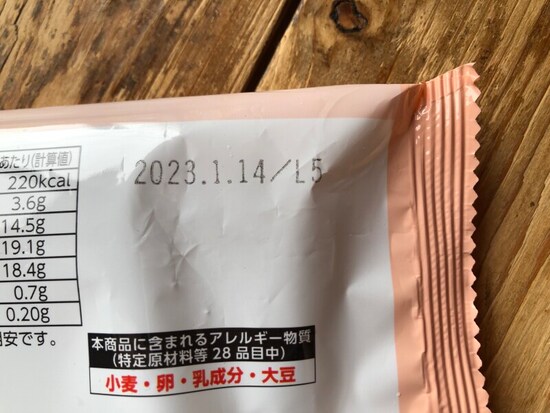 あたり(計算値)
220kcal
3.6g
14.5g
19.1g
18.4g
0.7g
0.20g
安です。
2023.1.14/L5
本商品に含まれるアレルギー物質
(特定原材料等28品目中)
小麦・卵・乳成分・大豆